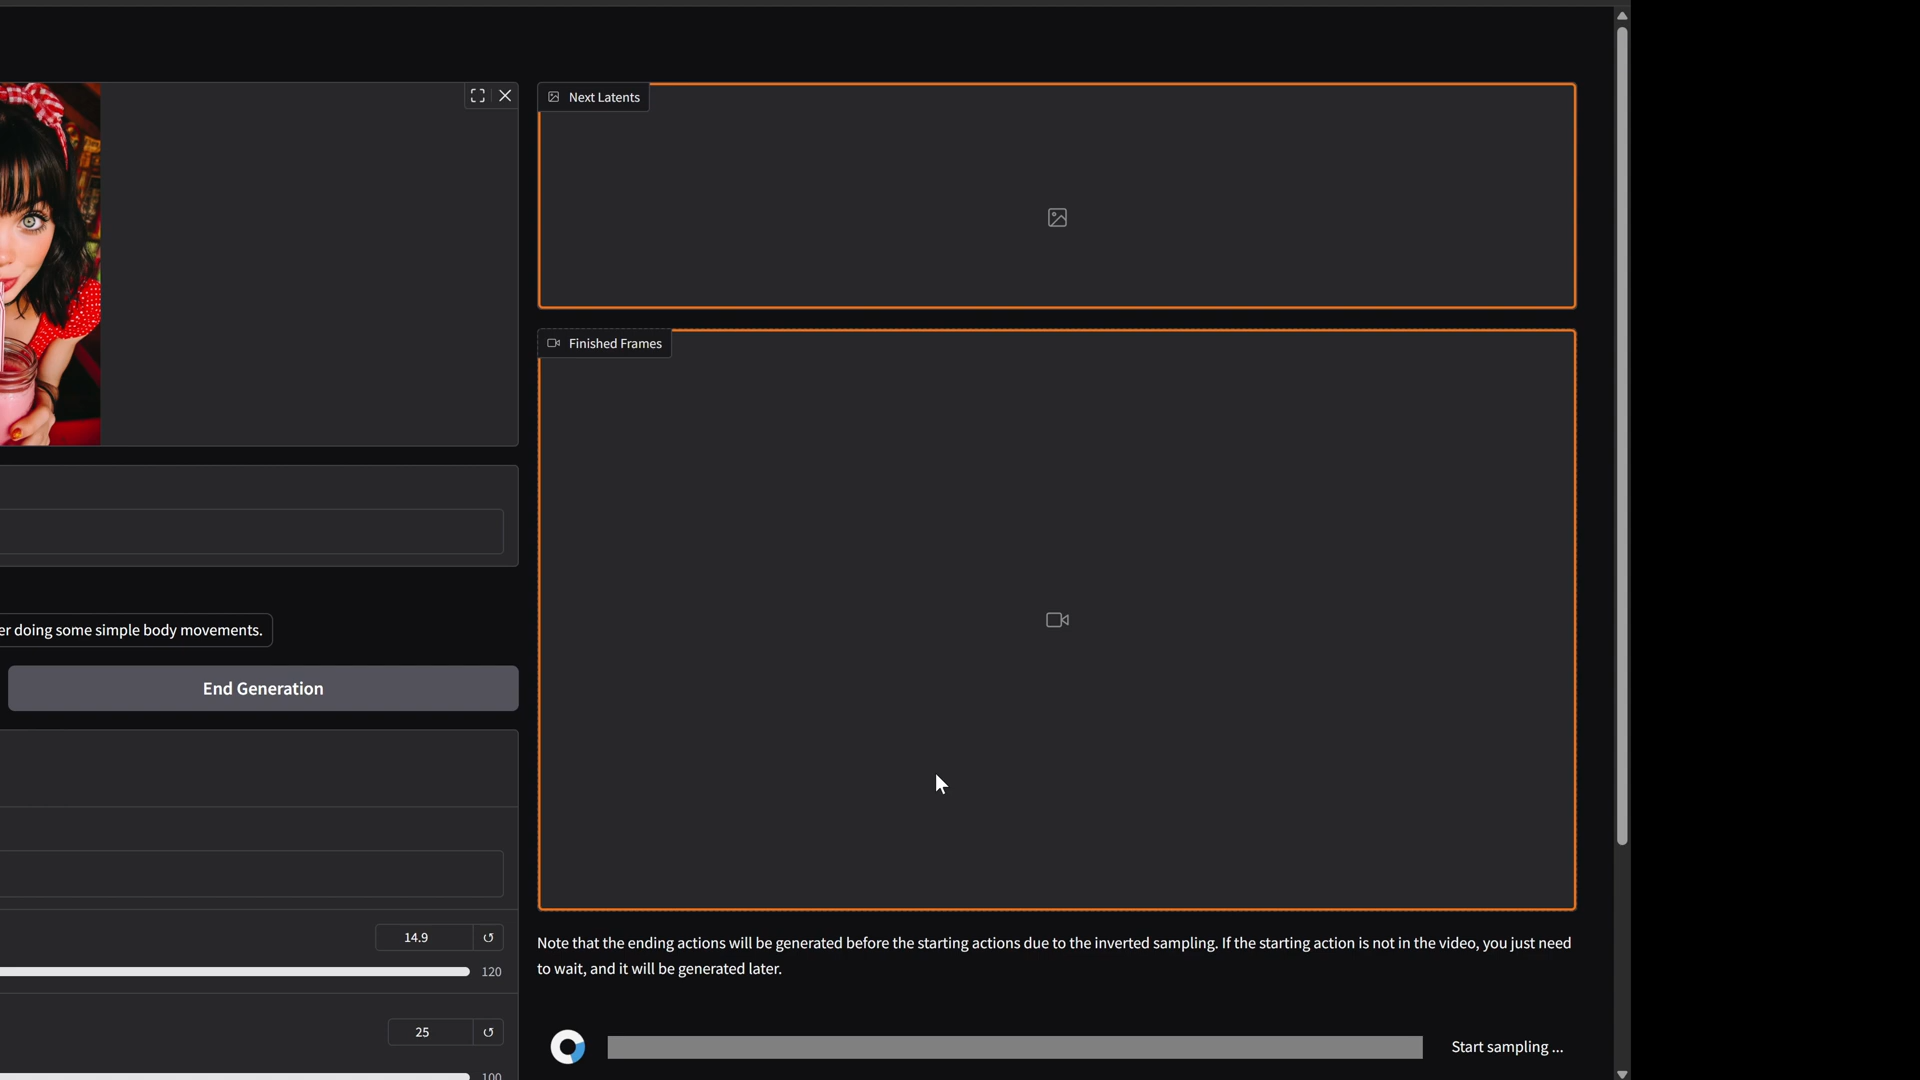 Next Latents
Finished Frames
er doing some simple body movements.
End Generation
14.9
120
25
100
Note that the ending actions will be generated before the starting actions due to the inverted sampling. If the starting action is not in the video, you just need
to wait, and it will be generated later.
Start sampling ...